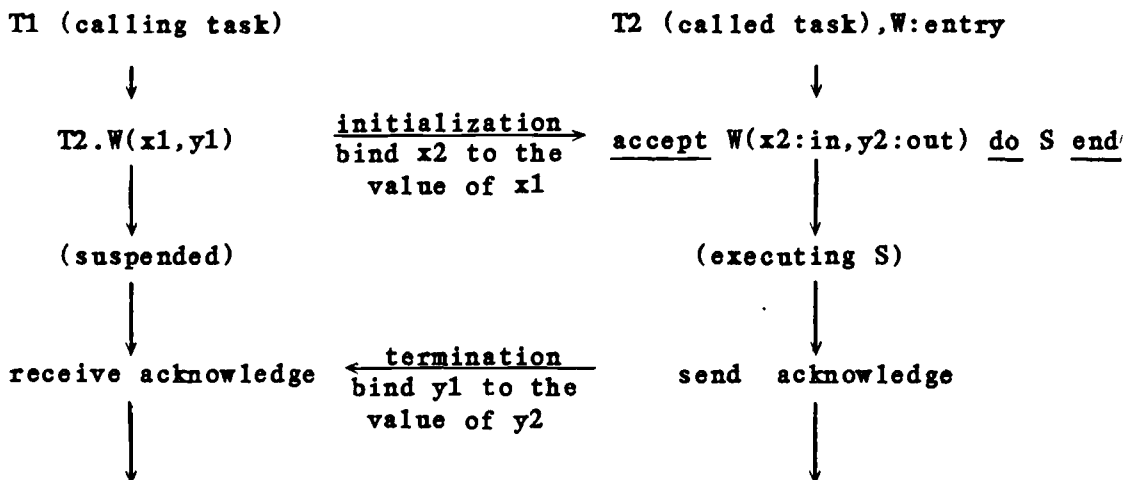 T1 (calling task)
T2 (called task),W:entry
T2.W(x1,y1)
initialization
bind x2 to the
value of x1
accept W(x2:in,y2:out) do S end
(suspended)
(executing S)
receive acknowledge
termination
bind y1 to the
value of y2
send acknowledge